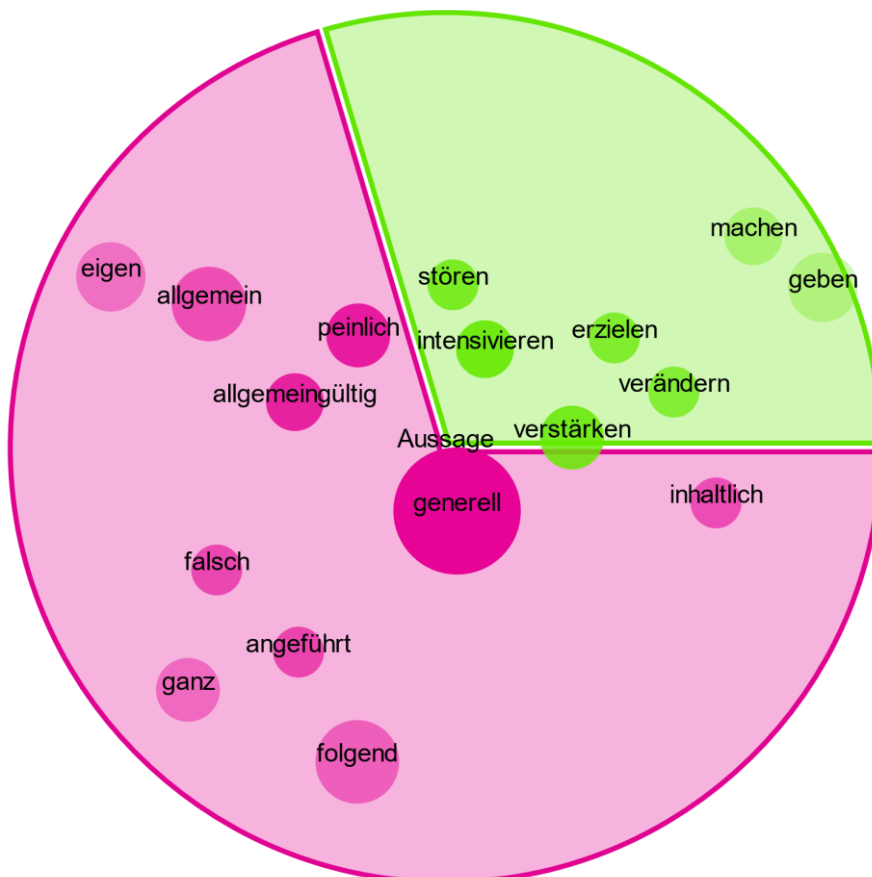 machen
eigen
stören
geben
allgemein
peinlich
intensivieren
erzielen
allgemeingültig
verändern
Aussage
verstärken
generell
inhaltlich
falsch
angeführt
ganz
folgend